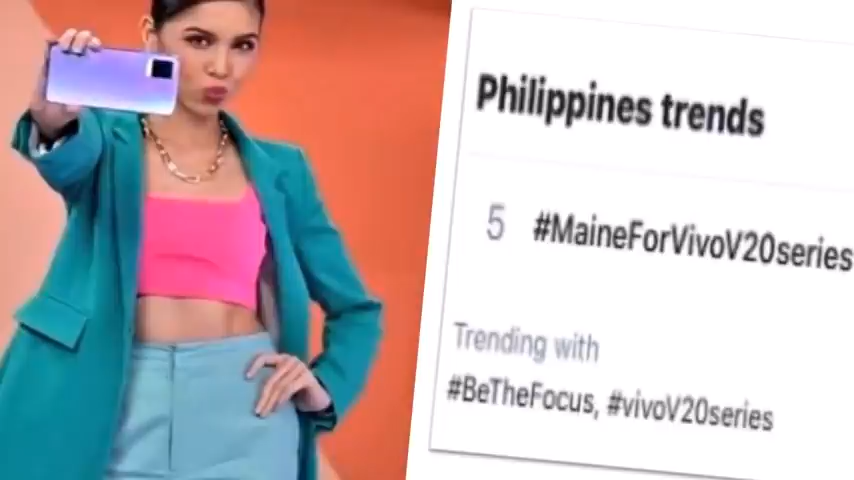 Philippines trends
5 #MaineForVivoV20series
Trending with
#BeTheFocus, #vivoV20series